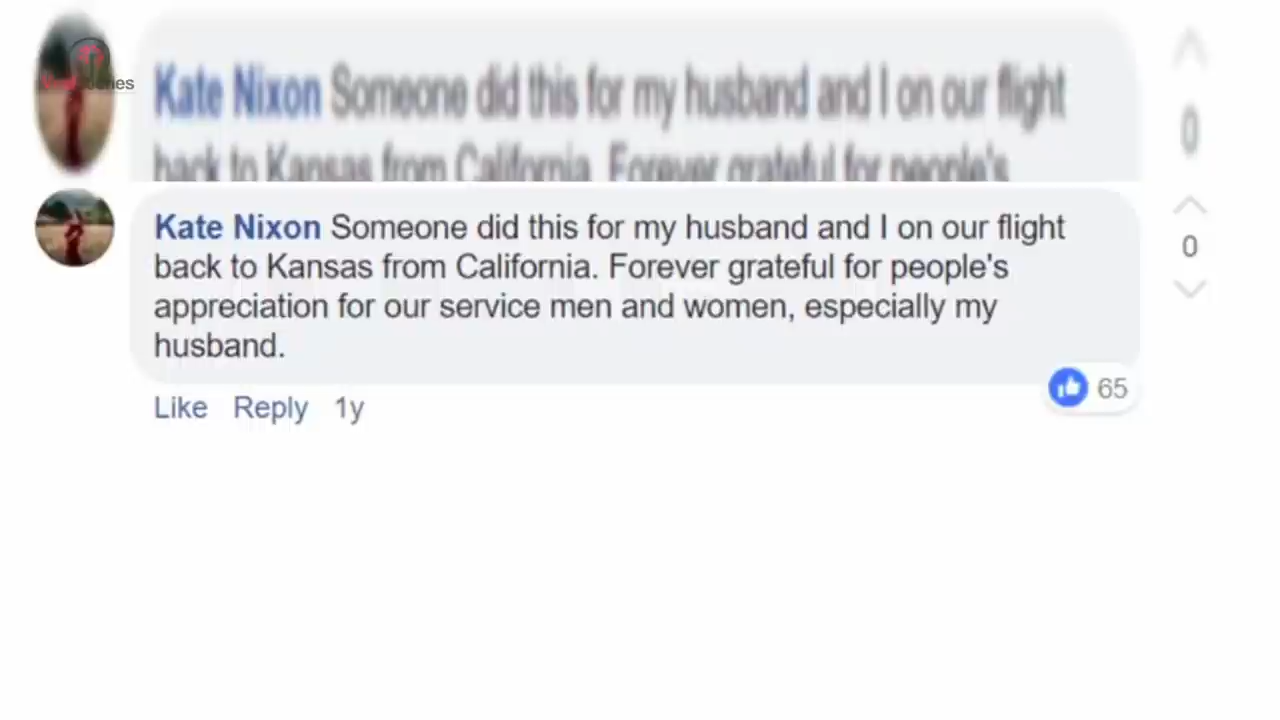 Kate Nixon Someone did this for my husband and I on our flight
back to Kansas from California. Forever grateful for people's
0
Kate Nixon Someone did this for my husband and I on our flight
back to Kansas from California. Forever grateful for people's
appreciation for our service men and women, especially my
husband.
0
65
Like Reply 1y